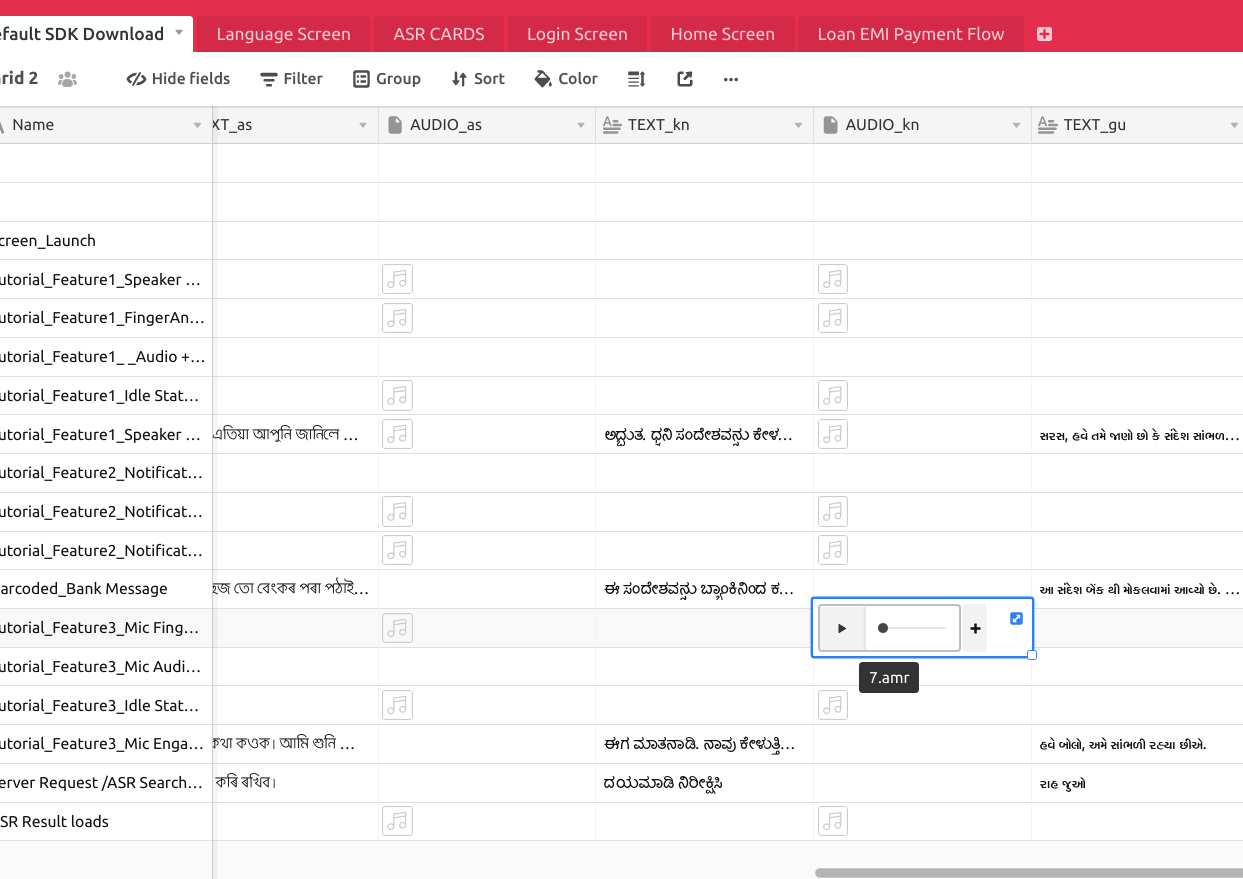 efault SDK Download
Language Screen
ASR CARDS
Login Screen
Home Screen
Loan EMI Payment Flow
rid 2
Hide fields
Filter
Group
Sort
Color
Name
XT_as
AUDIO_as
TEXT_kn
AUDIO_kn
TEXT_gu
creen_Launch
utorial_Feature1_Speaker ...
utorial_Feature1_FingerAn...
utorial_Feature1_ _Audio +...
utorial_Feature1_Idle Stat...
utorial_Feature1_Speaker ...
এতিয়া আপুনি জানিলে ...
ಅದ್ಭುತ. ಧ್ವನಿ ಸಂದೇಶವನ್ನು ಕೇಳ...
સરસ, હવે તમે જાણો છો કે સંદેશ સાંભળ...
utorial_Feature2_Notificat...
utorial_Feature2_Notificat...
utorial_Feature2_Notificat...
arcoded_Bank Message
হজ তো বেংকৰ পৰা পঠাই...
ಈ ಸಂದೇಶವನ್ನು ಬ್ಯಾಂಕಿನಿಂದ ಕ...
આ સંદેશ બેંક થી મોકલવામાં આવ્યો છે. ...
utorial_Feature3_Mic Fing...
7.amr
utorial_Feature3_Mic Audi...
utorial_Feature3_Idle Stat...
utorial_Feature3_Mic Enga...
কথা কওক। আমি শুনি ...
ಈಗ ಮಾತನಾಡಿ. ನಾವು ಕೇಳುತ್ತಿ...
હવે બોલો, અમે સાંભળી રહ્યા છીએ.
erver Request /ASR Search...
কৰি ৰখিব।
ದಯಮಾಡಿ ನಿರೀಕ್ಷಿಸಿ
રાહ જુઓ
SR Result loads